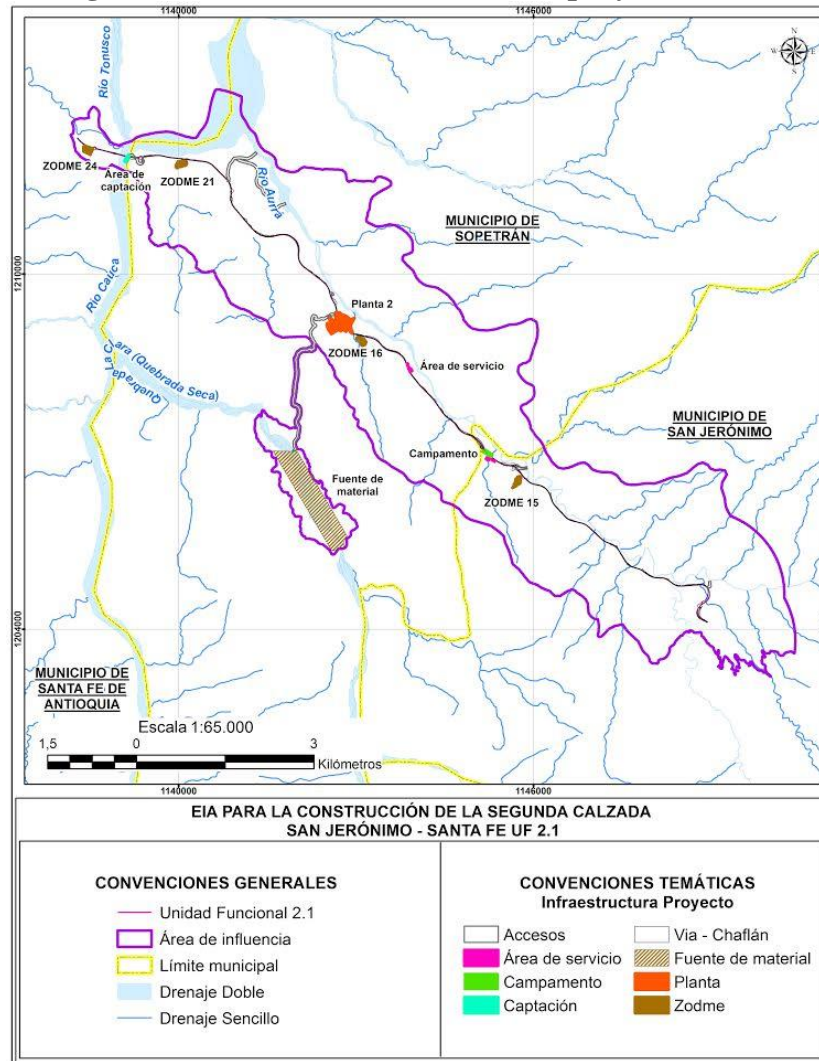 1140000
1146000
N
W E
S
Río Tonusco
ZODME 24
Área de
captación
ZODME 21
Río Aurrá
MUNICIPIO DE
SOPETRÁN
1210000
Río Cauca
Planta 2
ZODME 16
Quebrada La Clara (Quebrada Seca)
Área de servicio
MUNICIPIO DE
SAN JERÓNIMO
Campamento
Fuente de
material
ZODME 15
1204000
MUNICIPIO DE
SANTA FE DE
ANTIOQUIA
Escala 1:65.000
1,5 0 3
Kilómetros
1140000
1146000
EIA PARA LA CONSTRUCCIÓN DE LA SEGUNDA CALZADA
SAN JERÓNIMO - SANTA FE UF 2.1
CONVENCIONES GENERALES
Unidad Funcional 2.1
Área de influencia
Límite municipal
Drenaje Doble
Drenaje Sencillo
CONVENCIONES TEMÁTICAS
Infraestructura Proyecto
Accesos
Área de servicio
Campamento
Captación
Via - Chaflán
Fuente de material
Planta
Zodme